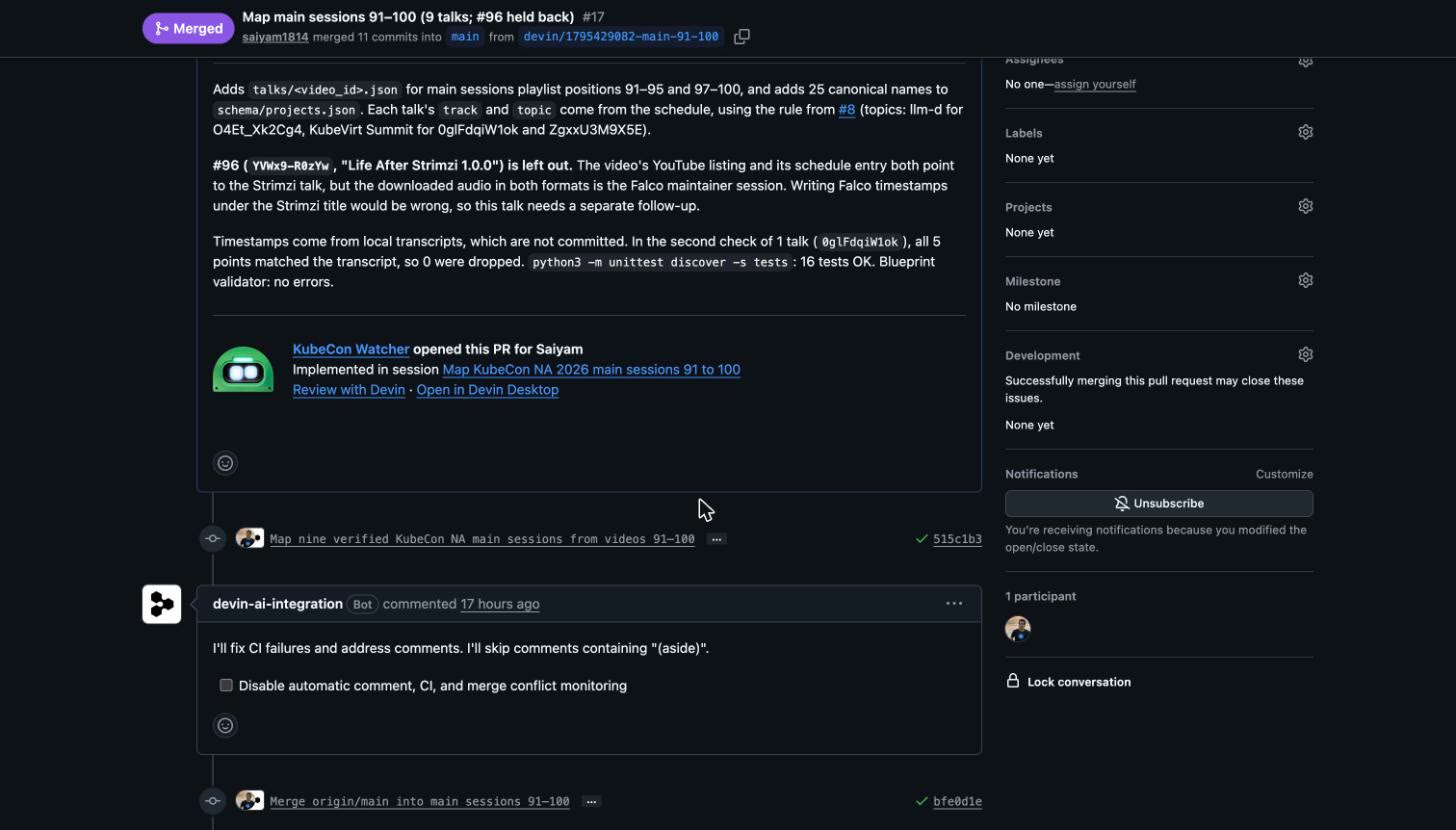 Merged
Map main sessions 91–100 (9 talks; #96 held back) #17
saiyam1814 merged 11 commits into main from devin/1795429082-main-91-100
Adds talks/<video_id>.json for main sessions playlist positions 91–95 and 97–100, and adds 25 canonical names to
schema/projects.json. Each talk's track and topic come from the schedule, using the rule from #8 (topics: llm-d for
O4Et_Xk2Cg4, KubeVirt Summit for 0glFdqiW1ok and ZgxxU3M9X5E).
#96 (YVWx9-R0zYw, "Life After Strimzi 1.0.0") is left out. The video's YouTube listing and its schedule entry both point
to the Strimzi talk, but the downloaded audio in both formats is the Falco maintainer session. Writing Falco timestamps
under the Strimzi title would be wrong, so this talk needs a separate follow-up.
Timestamps come from local transcripts, which are not committed. In the second check of 1 talk (0glFdqiW1ok), all 5
points matched the transcript, so 0 were dropped. python3 -m unittest discover -s tests: 16 tests OK. Blueprint
validator: no errors.
KubeCon Watcher opened this PR for Saiyam
Implemented in session Map KubeCon NA 2026 main sessions 91 to 100
Review with Devin · Open in Devin Desktop
Map nine verified KubeCon NA main sessions from videos 91–100 ... 515c1b3
devin-ai-integration Bot commented 17 hours ago
I'll fix CI failures and address comments. I'll skip comments containing "(aside)".
Disable automatic comment, CI, and merge conflict monitoring
Merge origin/main into main sessions 91–100 ... bfe0d1e
Assignees
No one—assign yourself
Labels
None yet
Projects
None yet
Milestone
No milestone
Development
Successfully merging this pull request may close these
issues.
None yet
Notifications Customize
Unsubscribe
You're receiving notifications because you modified the
open/close state.
1 participant
Lock conversation